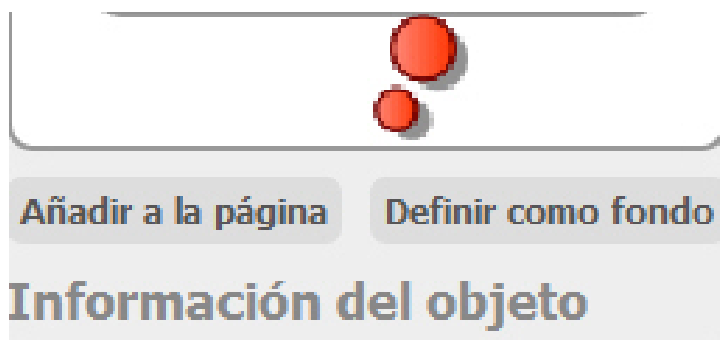 Añadir a la página Definir como fondo
Información del objeto